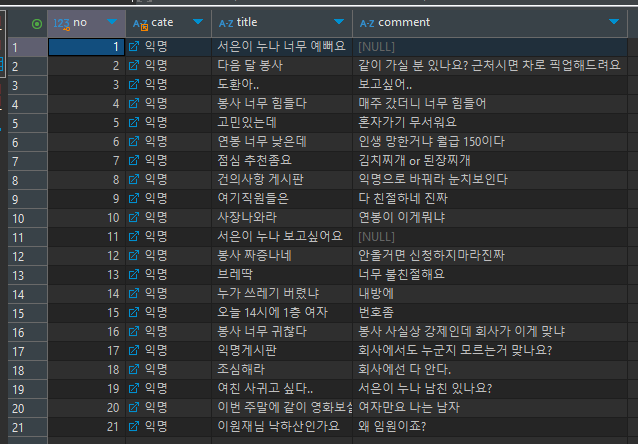 123 no A-Z cate A-Z title A-Z comment
1 1 익명 서은이 누나 너무 예뻐요 [NULL]
2 2 익명 다음 달 봉사 같이 가실 분 있나요? 근처시면 차로 픽업해드려요
3 3 익명 도환아.. 보고싶어..
4 4 익명 봉사 너무 힘들다 매주 갔더니 너무 힘들어
5 5 익명 고민있는데 혼자가기 무서워요
6 6 익명 연봉 너무 낮은데 인생 망한거냐 월급 150이다
7 7 익명 점심 추천좀요 김치찌개 or 된장찌개
8 8 익명 건의사항 게시판 익명으로 바꿔라 눈치보인다
9 9 익명 여기직원들은 다 친절하네 진짜
10 10 익명 사장나와라 연봉이 이게뭐냐
11 11 익명 서은이 누나 보고싶어요 [NULL]
12 12 익명 봉사 짜증나네 안올거면 신청하지마라진짜
13 13 익명 브레딱 너무 불친절해요
14 14 익명 누가 쓰레기 버렸냐 내방에
15 15 익명 오늘 14시에 1층 여자 번호좀
16 16 익명 봉사 너무 귀찮다 봉사 사실상 강제인데 회사가 이게 맞냐
17 17 익명 익명게시판 회사에서도 누군지 모르는거 맞나요?
18 18 익명 조심해라 회사에선 다 안다.
19 19 익명 여친 사귀고 싶다.. 서은이 누나 남친 있나요?
20 20 익명 이번 주말에 같이 영화보실 여자만요 나는 남자
21 21 익명 이원재님 낙하산인가요 왜 임원이죠?